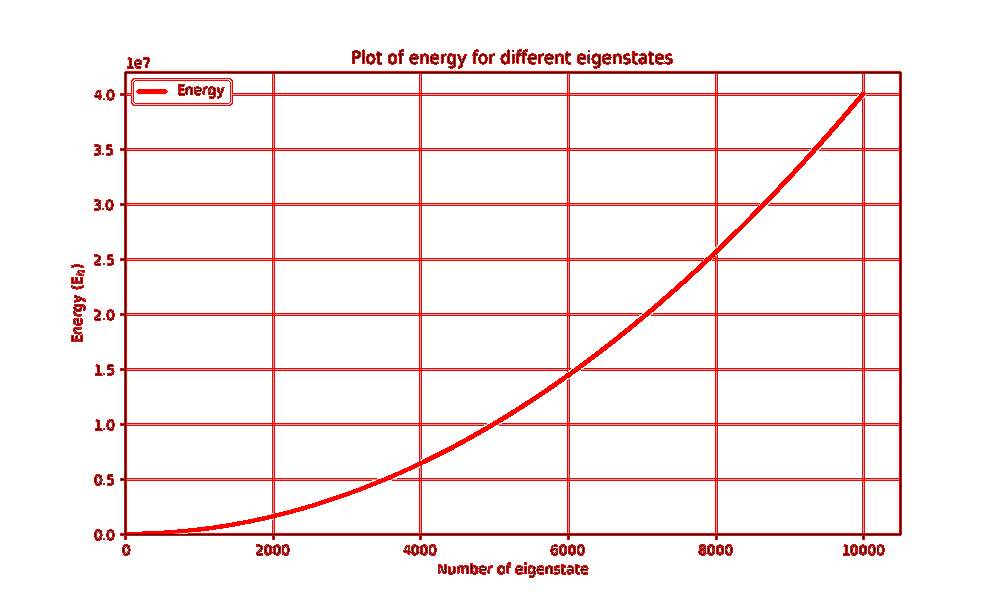 Plot of energy for different eigenstates
1e7
Energy
4.0
3.5
3.0
2.5
2.0
1.5
1.0
0.5
0.0
Energy (Eₙ)
0 2000 4000 6000 8000 10000
Number of eigenstate